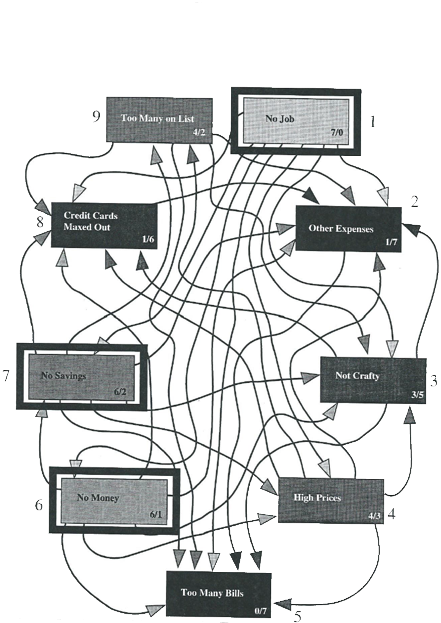 9
Too Many on List
4/2
No Job
7/0
1
8
Credit Cards
Maxed Out
1/6
2
Other Expenses
1/7
7
No Savings
6/2
Not Crafty
3/5
3
6
No Money
6/1
High Prices
4/3
4
Too Many Bills
0/7
5